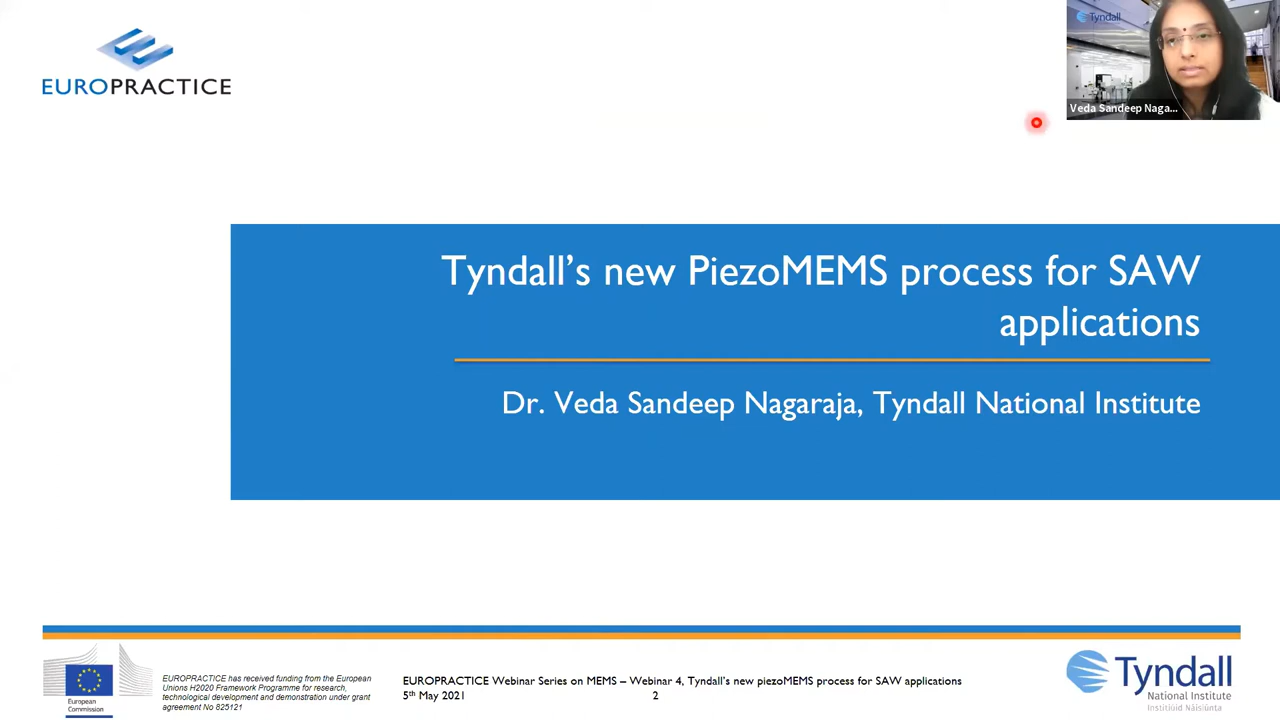 EUROPRACTICE
Tyndall
Veda Sandeep Naga...
Tyndall's new PiezoMEMS process for SAW
applications
Dr. Veda Sandeep Nagaraja, Tyndall National Institute
European
Commission
EUROPRACTICE has received funding from the European
Unions H2020 Framework Programme for research,
technological development and demonstration under grant
agreement No 825121
EUROPRACTICE Webinar Series on MEMS – Webinar 4, Tyndall's new piezoMEMS process for SAW applications
5th May 2021 2
Tyndall
National Institute
Institiúid Náisiúnta